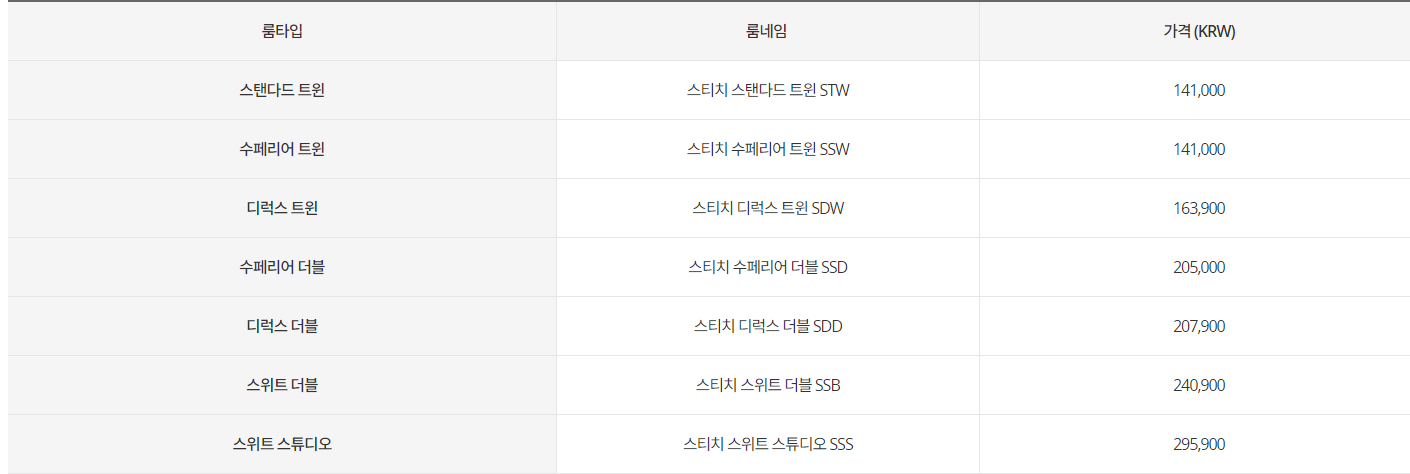 룸타입 룸네임 가격 (KRW)
스탠다드 트윈 스티치 스탠다드 트윈 STW 141,000
수페리어 트윈 스티치 수페리어 트윈 SSW 141,000
디럭스 트윈 스티치 디럭스 트윈 SDW 163,900
수페리어 더블 스티치 수페리어 더블 SSD 205,000
디럭스 더블 스티치 디럭스 더블 SDD 207,900
스위트 더블 스티치 스위트 더블 SSB 240,900
스위트 스튜디오 스티치 스위트 스튜디오 SSS 295,900